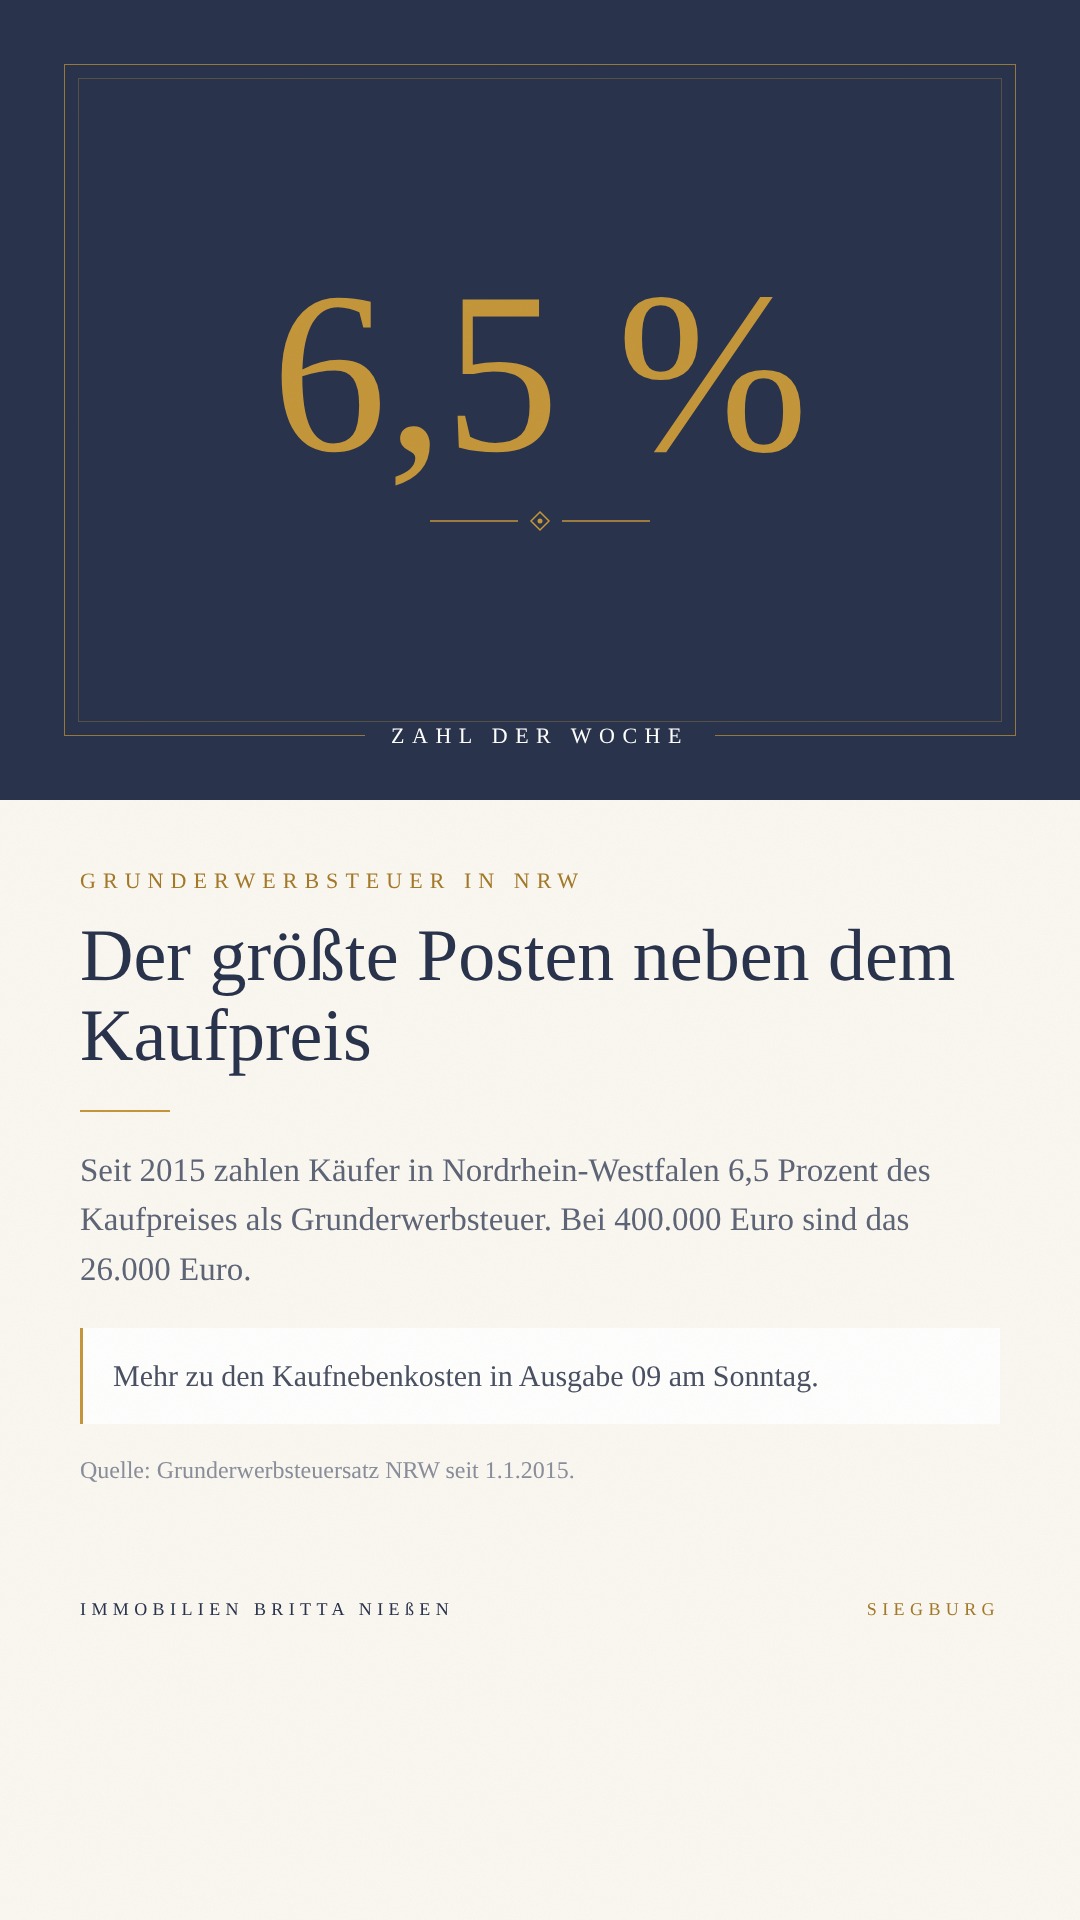 6,5 %
ZAHL DER WOCHE
GRUNDERWERBSTEUER IN NRW
Der größte Posten neben dem
Kaufpreis
Seit 2015 zahlen Käufer in Nordrhein-Westfalen 6,5 Prozent des
Kaufpreises als Grunderwerbsteuer. Bei 400.000 Euro sind das
26.000 Euro.
Mehr zu den Kaufnebenkosten in Ausgabe 09 am Sonntag.
Quelle: Grunderwerbsteuersatz NRW seit 1.1.2015.
IMMOBILIEN BRITTA NIEßEN
SIEGBURG